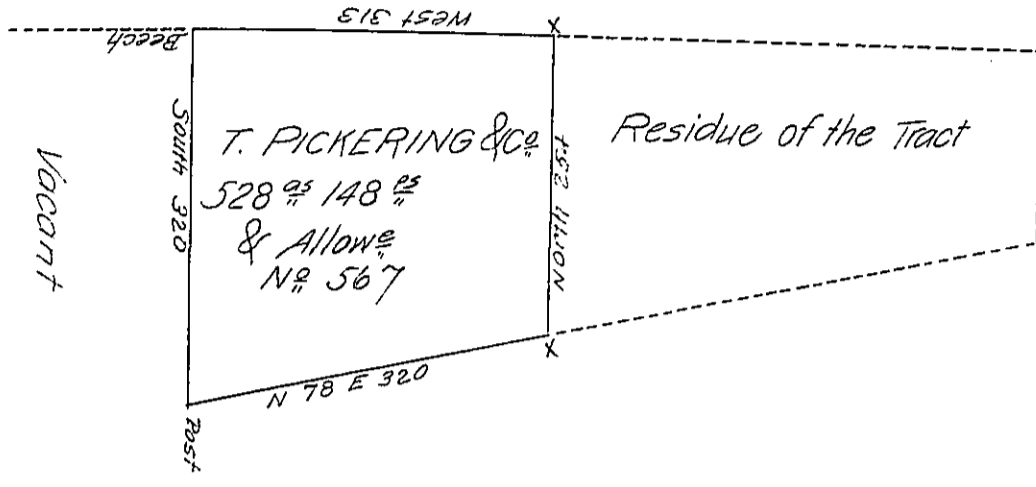 West 313
Beech
South 320
T. PICKERING & Co
528 as 148 ps
& Allowe
No 567
North 254
Residue of the Tract
Vacant
N 78 E 320
Post
X
X